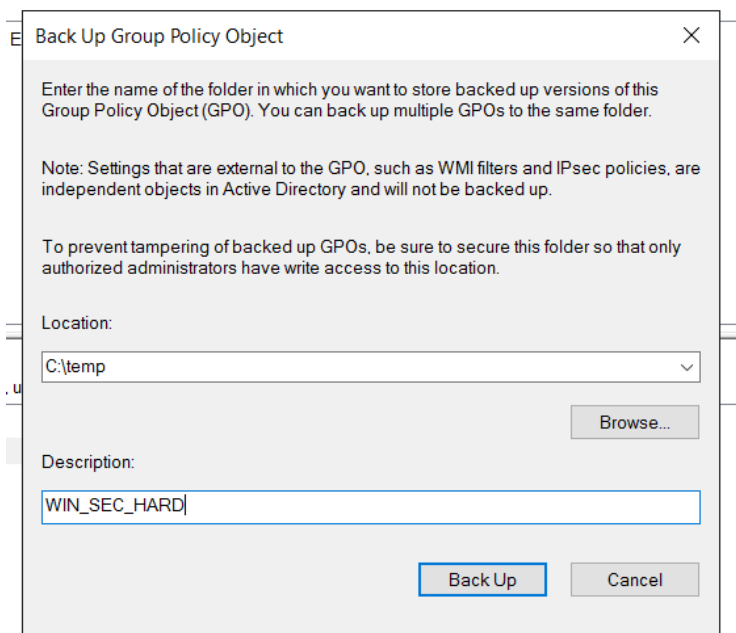 E
Back Up Group Policy Object
Enter the name of the folder in which you want to store backed up versions of this
Group Policy Object (GPO). You can back up multiple GPOs to the same folder.
Note: Settings that are external to the GPO, such as WMI filters and IPsec policies, are
independent objects in Active Directory and will not be backed up.
To prevent tampering of backed up GPOs, be sure to secure this folder so that only
authorized administrators have write access to this location.
Location:
C:\temp
, u
Browse...
Description:
WIN_SEC_HARD
Back Up
Cancel